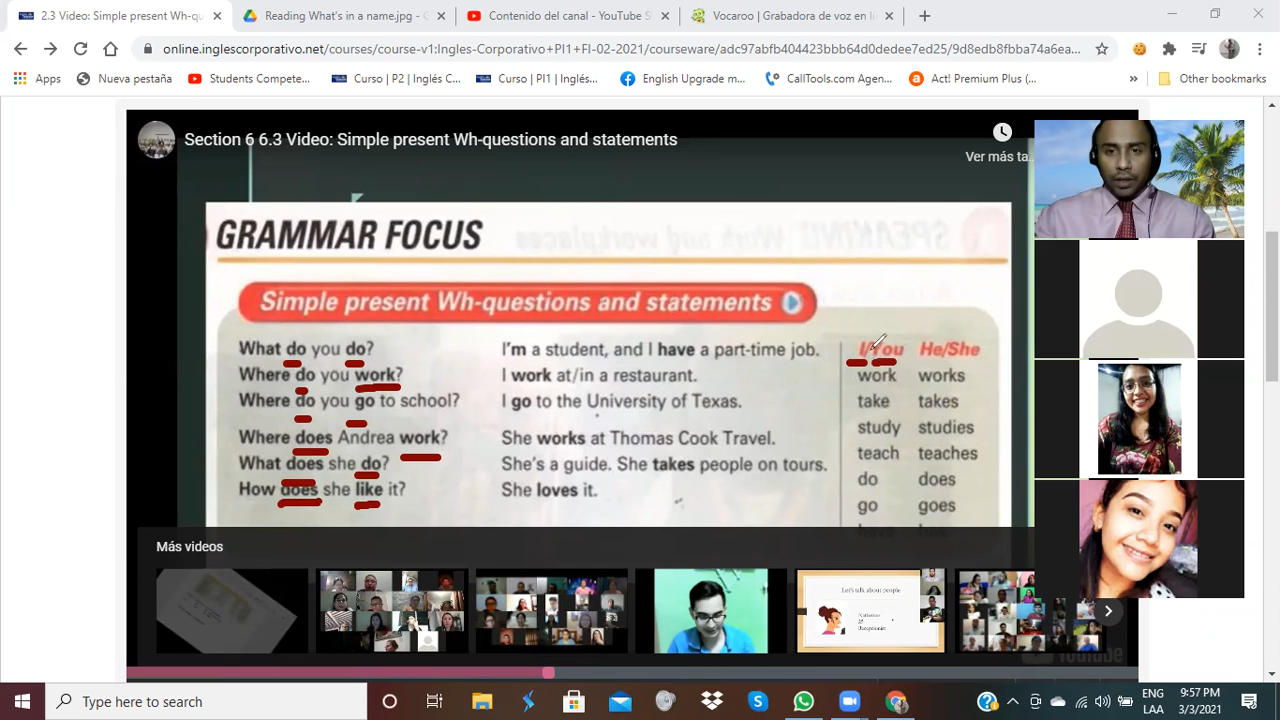 2.3 Video: Simple present Wh-qu
Reading What's in a name.jpg - G
Contenido del canal - YouTube S
Vocaroo | Grabadora de voz en lí
online.inglescorporativo.net/courses/course-v1:Ingles-Corporativo+PI1+FI-02-2021/courseware/adc97abfb404423bbb64d0dedee7ed25/9d8edb8fbba74a6ea...
Apps
Nueva pestaña
Students Compete...
Curso | P2 | Inglés C...
Curso | PI1 | Inglés...
English Upgrade m...
CallTools.com Agen...
Act! Premium Plus (...
»
Other bookmarks
Section 6 6.3 Video: Simple present Wh-questions and statements
Ver más ta...
GRAMMAR FOCUS
Simple present Wh-questions and statements
What do you do? I'm a student, and I have a part-time job. I/You He/She
Where do you work? I work at/in a restaurant. work works
Where do you go to school? I go to the University of Texas. take takes
study studies
Where does Andrea work? She works at Thomas Cook Travel.
teach teaches
What does she do? She's a guide. She takes people on tours.
do does
How does she like it? She loves it.
go goes
Más videos
Let's talk about people
Type here to search
ENG
LAA
9:57 PM
3/3/2021